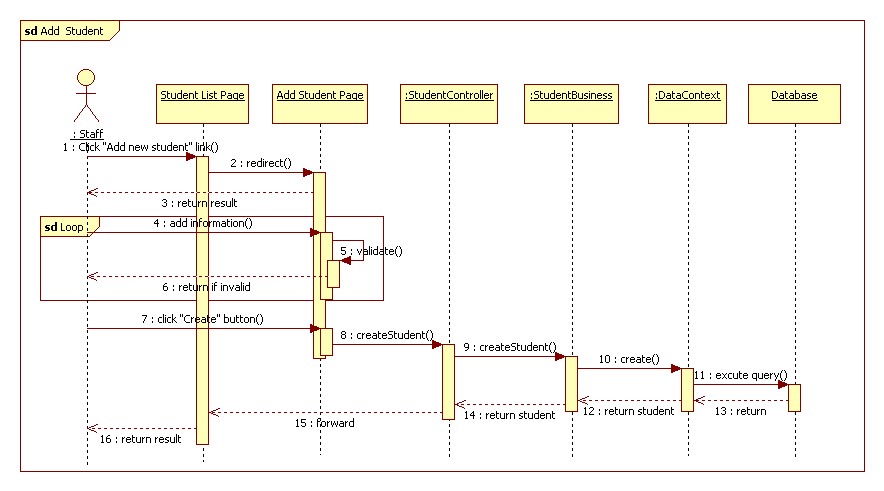 sd Add Student
Student List Page
Add Student Page
:StudentController
:StudentBusiness
:DataContext
Database
: Staff
1 : Click "Add new student" link()
2 : redirect()
3 : return result
sd Loop
4 : add information()
5 : validate()
6 : return if invalid
7 : click "Create" button()
8 : createStudent()
9 : createStudent()
10 : create()
11 : excute query()
12 : return student
13 : return
14 : return student
15 : forward
16 : return result